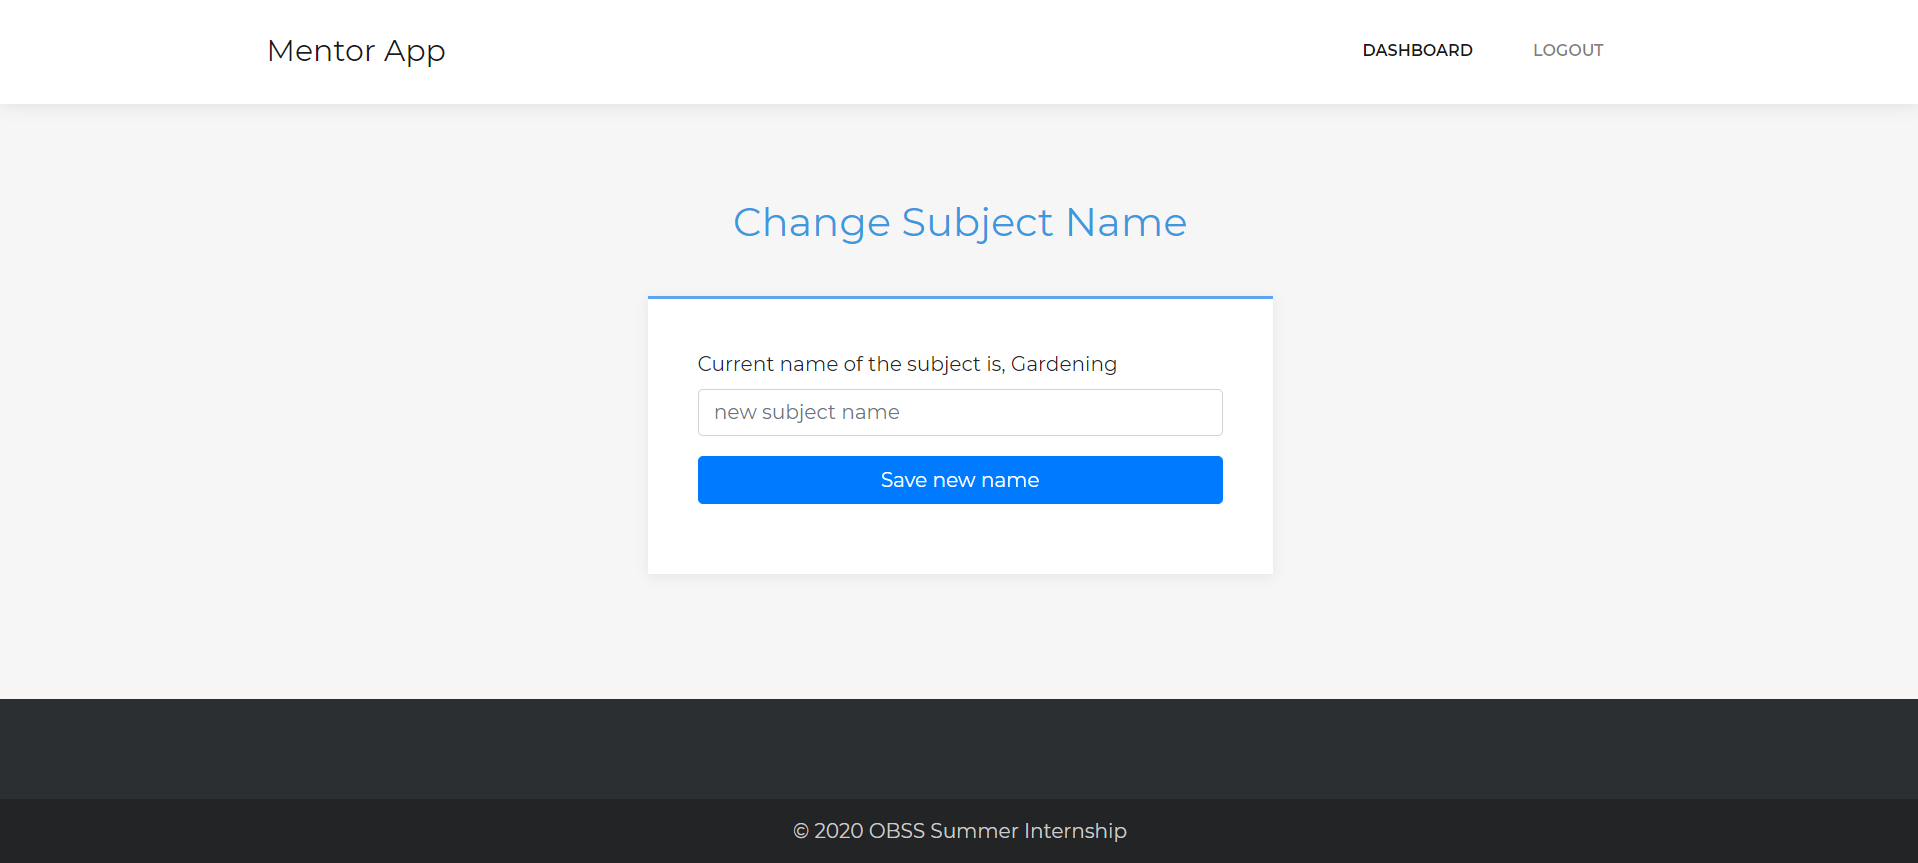 Mentor App
DASHBOARD
LOGOUT
Change Subject Name
Current name of the subject is, Gardening
new subject name
Save new name
© 2020 OBSS Summer Internship